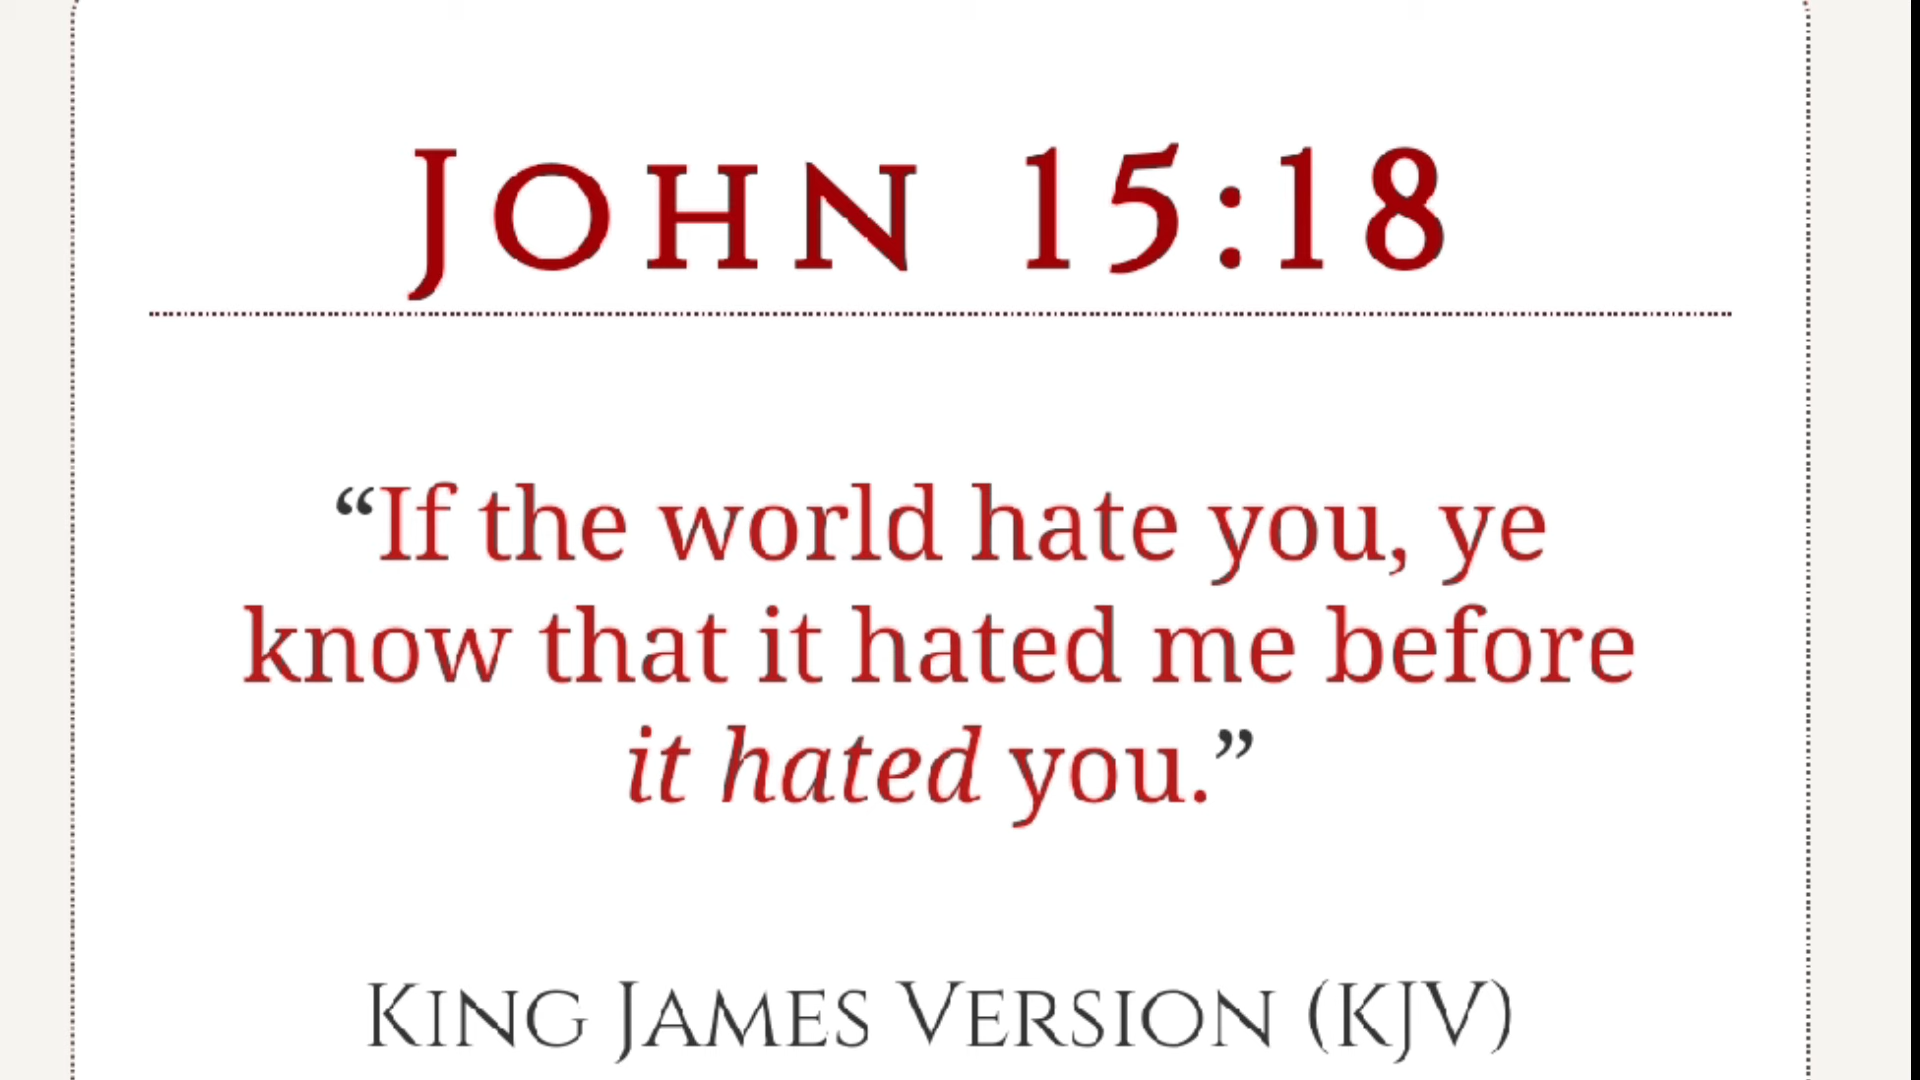 John 15:18
“If the world hate you, ye
know that it hated me before
it hated you.”
King James Version (KJV)